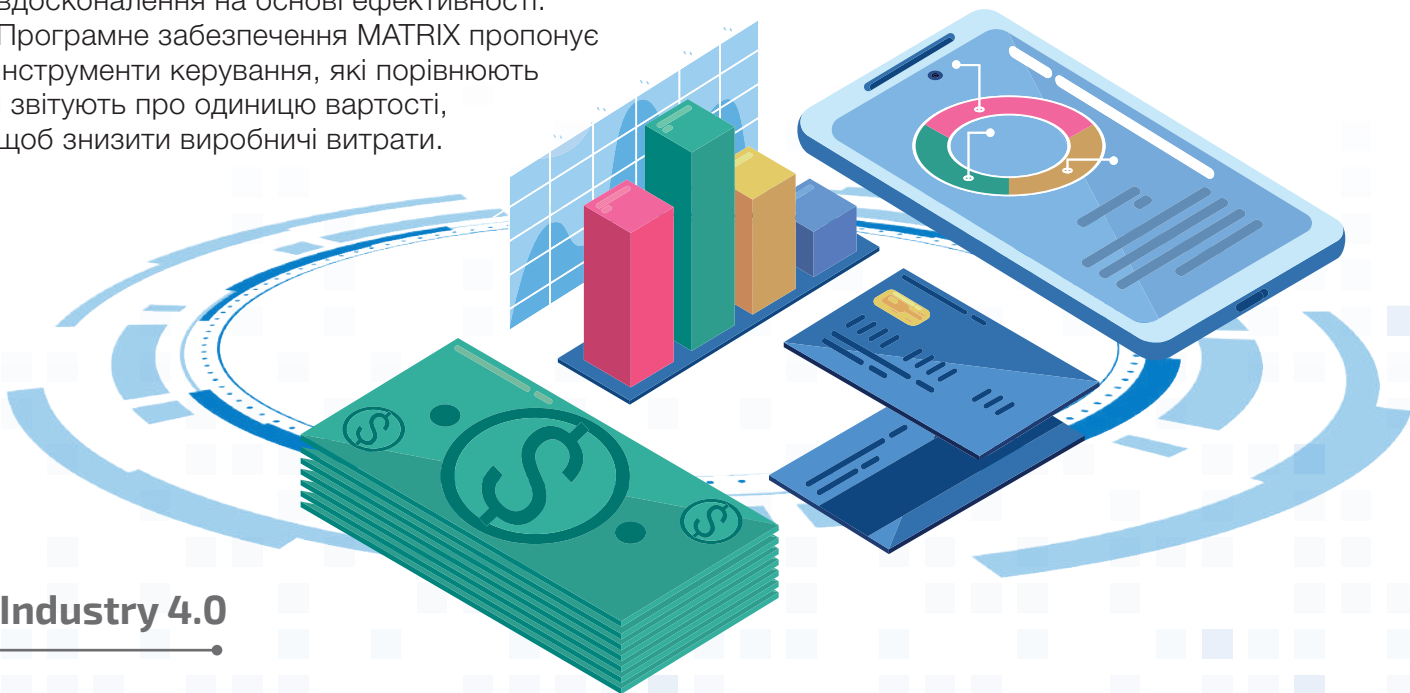 вдосконалення на основі ефективності.
Програмне забезпечення MATRIX пропонує
інструменти керування, які порівнюють
і звітують про одиницю вартості,
щоб знизити виробничі витрати.
Industry 4.0